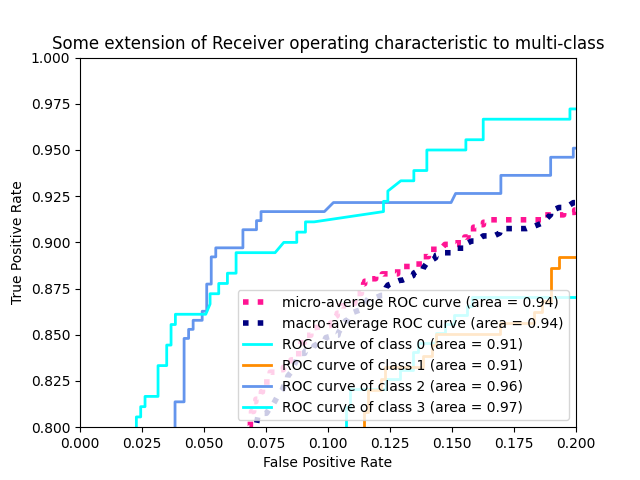 Some extension of Receiver operating characteristic to multi-class
1.000
0.975
0.950
0.925
0.900
0.875
0.850
0.825
0.800
True Positive Rate
micro-average ROC curve (area = 0.94)
macro-average ROC curve (area = 0.94)
ROC curve of class 0 (area = 0.91)
ROC curve of class 1 (area = 0.91)
ROC curve of class 2 (area = 0.96)
ROC curve of class 3 (area = 0.97)
0.000 0.025 0.050 0.075 0.100 0.125 0.150 0.175 0.200
False Positive Rate